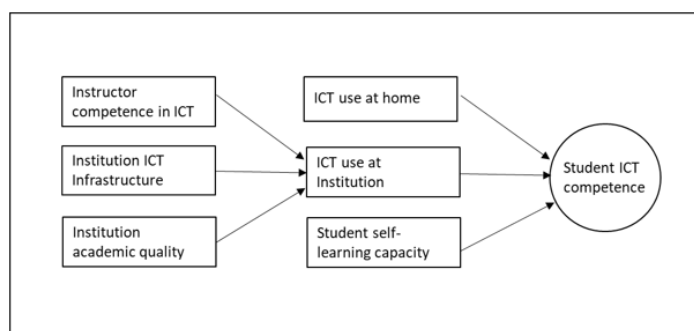 Instructor
competence in ICT
Institution ICT
Infrastructure
Institution
academic quality
ICT use at home
ICT use at
Institution
Student self-
learning capacity
Student ICT
competence